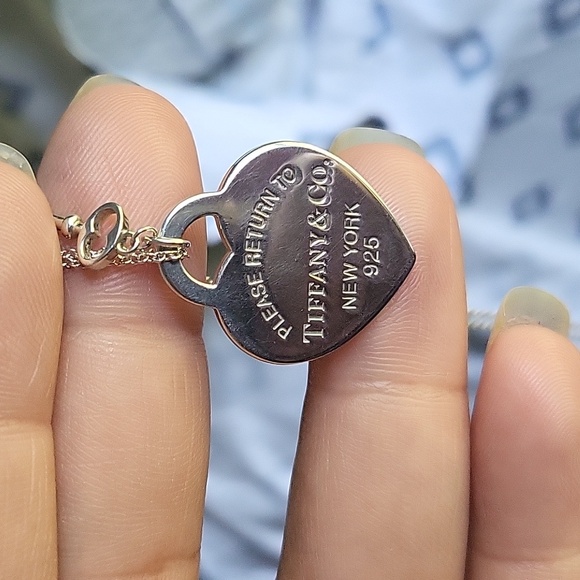 PLEASE RETURN TO
TIFFANY & CO.
NEW YORK
925